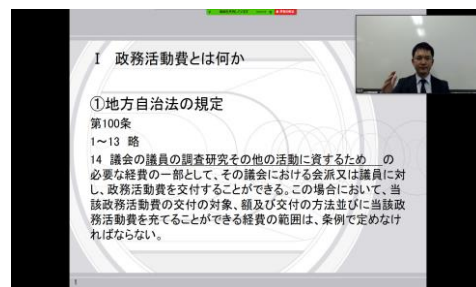 Ⅰ 政務活動費とは何か
①地方自治法の規定
第100条
1～13 略
14 議会の議員の調査研究その他の活動に資するため の
必要な経費の一部として、その議会における会派又は議員に対
し、政務活動費を交付することができる。この場合において、当
該政務活動費の交付の対象、額及び交付の方法並びに当該政
務活動費を充てることができる経費の範囲は、条例で定めなけ
ればならない。
1